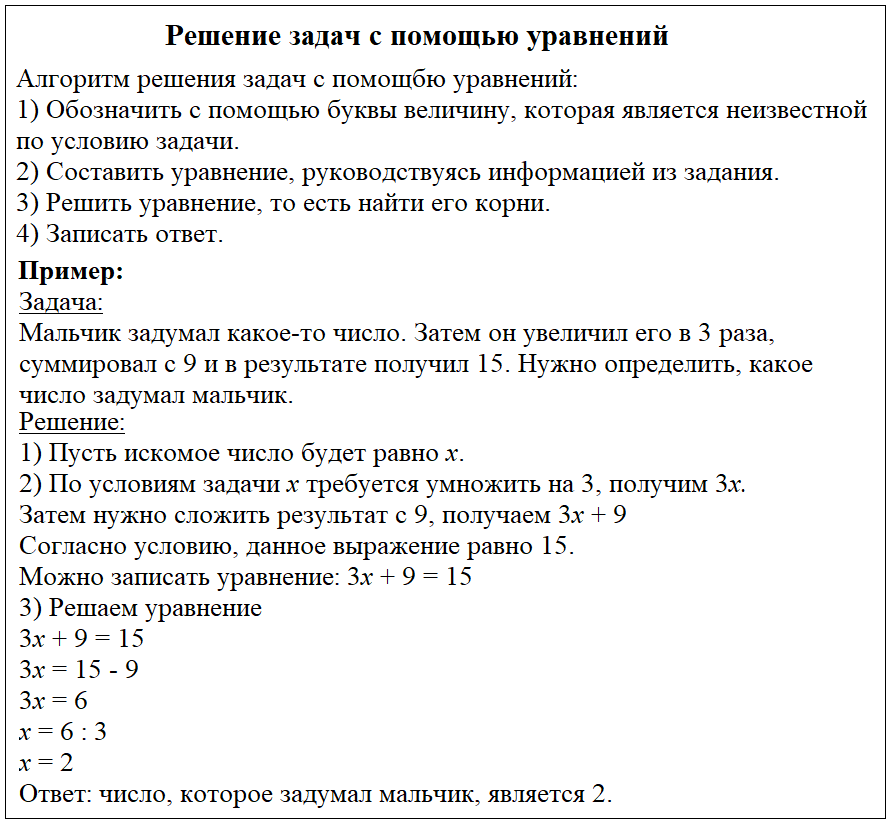 Решение задач с помощью уравнений
Алгоритм решения задач с помощбю уравнений:
1) Обозначить с помощью буквы величину, которая является неизвестной
по условию задачи.
2) Составить уравнение, руководствуясь информацией из задания.
3) Решить уравнение, то есть найти его корни.
4) Записать ответ.
Пример:
Задача:
Мальчик задумал какое-то число. Затем он увеличил его в 3 раза,
суммировал с 9 и в результате получил 15. Нужно определить, какое
число задумал мальчик.
Решение:
1) Пусть искомое число будет равно x.
2) По условиям задачи x требуется умножить на 3, получим 3x.
Затем нужно сложить результат с 9, получаем 3x + 9
Согласно условию, данное выражение равно 15.
Можно записать уравнение: 3x + 9 = 15
3) Решаем уравнение
3x + 9 = 15
3x = 15 - 9
3x = 6
x = 6 : 3
x = 2
Ответ: число, которое задумал мальчик, является 2.